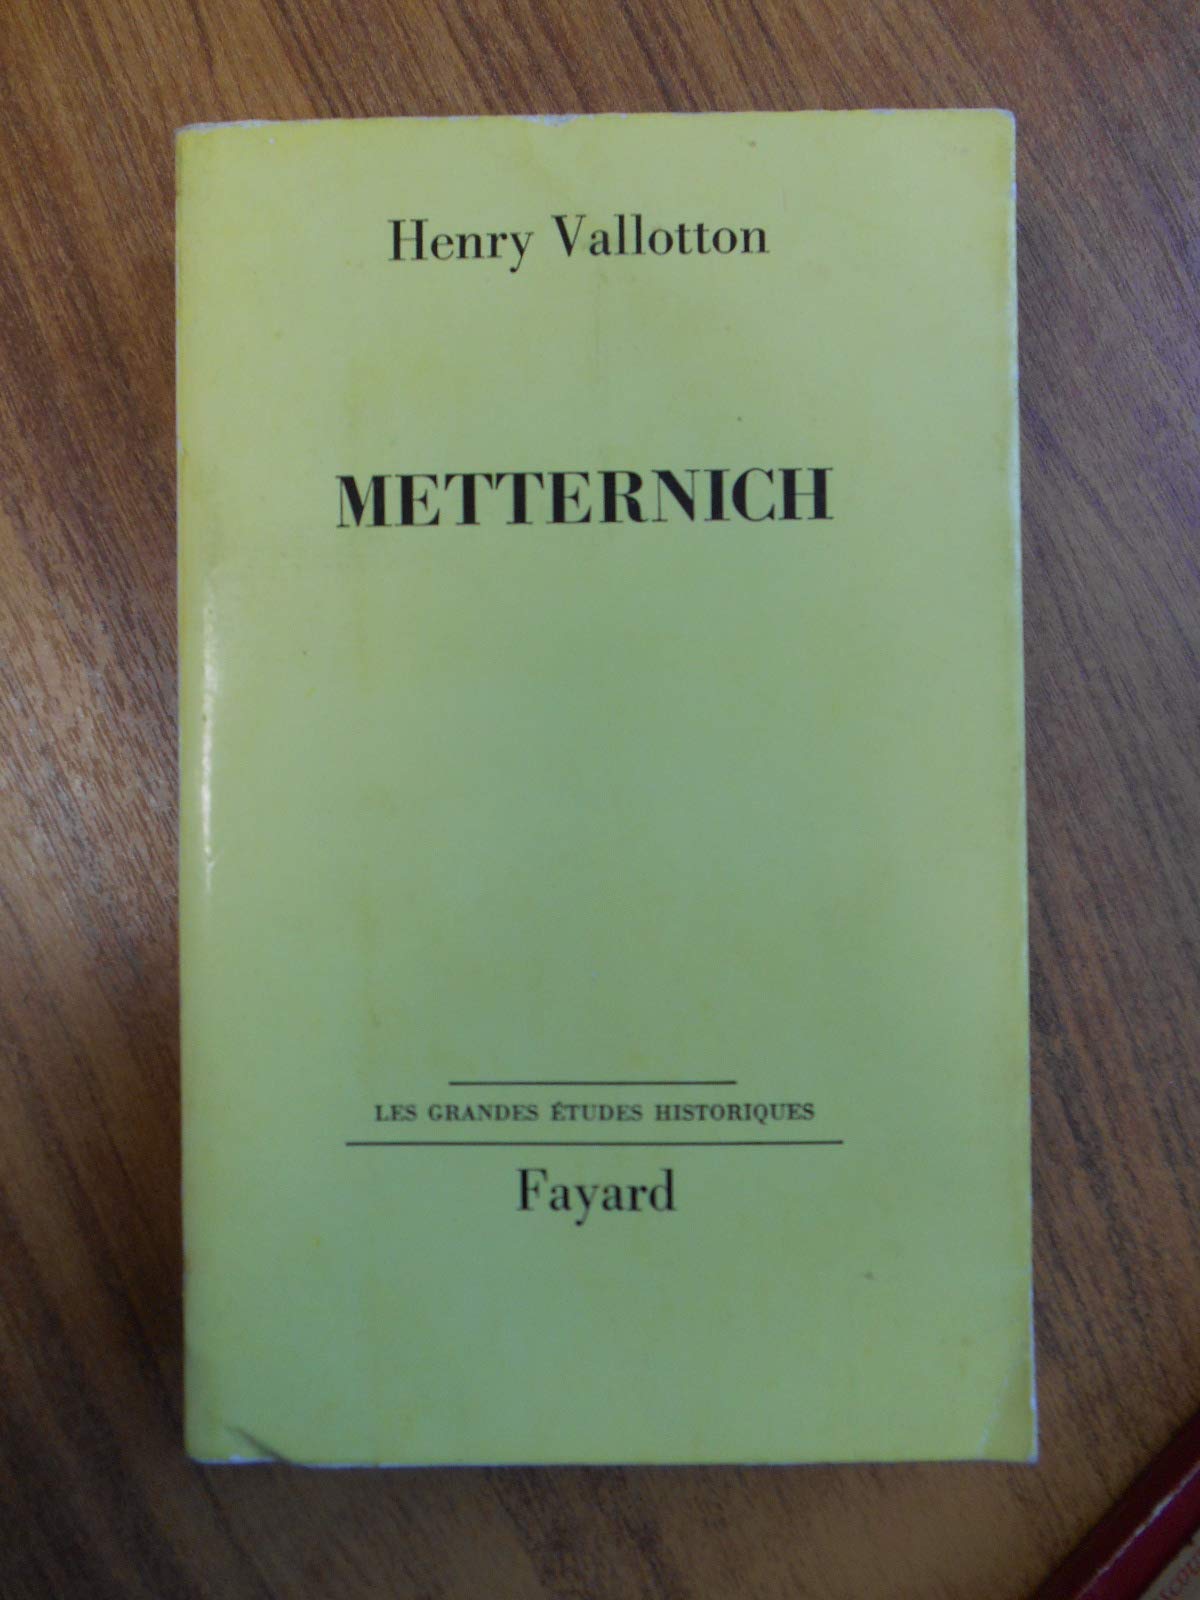 Henry Vallotton
METTERNICH
LES GRANDES ÉTUDES HISTORIQUES
Fayard